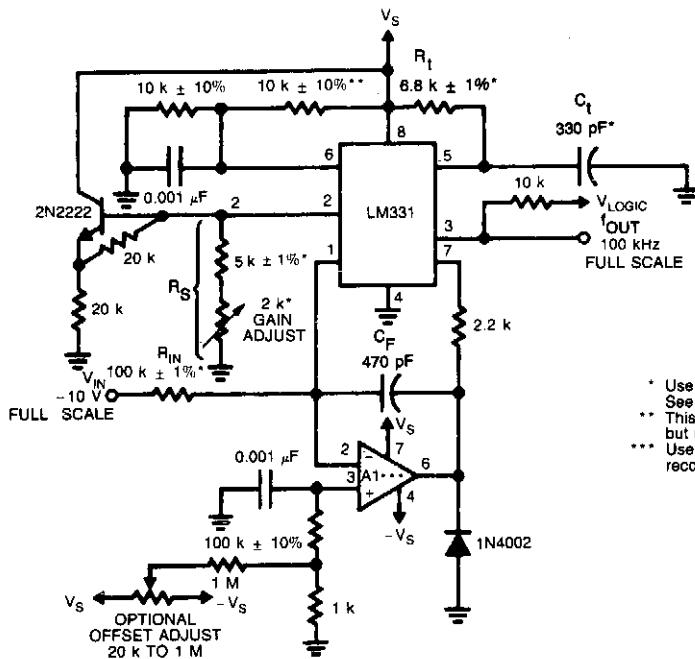 VS
Rt
10 k ± 10%
10 k ± 10%**
6.8 k ± 1%*
Ct
330 pF*
8
6
5
0.001 µF
10 k
VLOGIC
2N2222
2
2
LM331
3
fOUT
100 kHz
FULL SCALE
1
7
20 k
5 k ± 1%*
RS
4
20 k
2 k*
GAIN
ADJUST
2.2 k
CF
470 pF
RIN
100 k ± 1%*
VIN
-10 V
FULL SCALE
* Use
See
** This
but
*** Use
reco
VS
0.001 µF
2
−
7
3
A1***
6
+
4
-VS
1N4002
100 k ± 10%
1 M
VS
-VS
1 k
OPTIONAL
OFFSET ADJUST
20 k TO 1 M